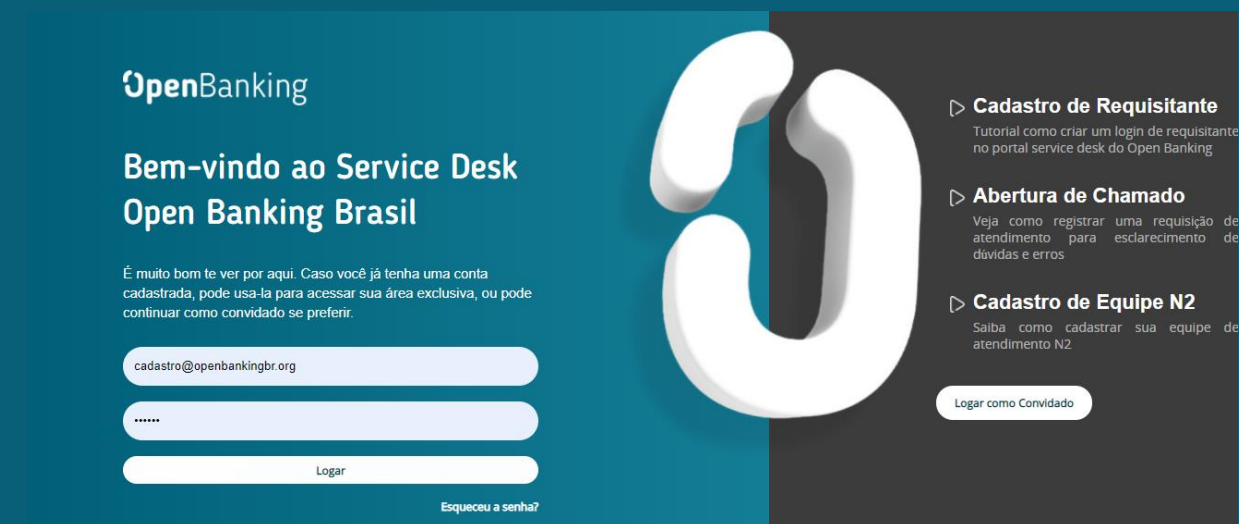 OpenBanking
Bem-vindo ao Service Desk
Open Banking Brasil
É muito bom te ver por aqui. Caso você já tenha uma conta
cadastrada, pode usa-la para acessar sua área exclusiva, ou pode
continuar como convidado se preferir.
cadastro@openbankingbr.org
••••••
Logar
Esqueceu a senha?
Cadastro de Requisitante
Tutorial como criar um login de requisitante
no portal service desk do Open Banking
Abertura de Chamado
Veja como registrar uma requisição de
atendimento para esclarecimento de
dúvidas e erros
Cadastro de Equipe N2
Saiba como cadastrar sua equipe de
atendimento N2
Logar como Convidado